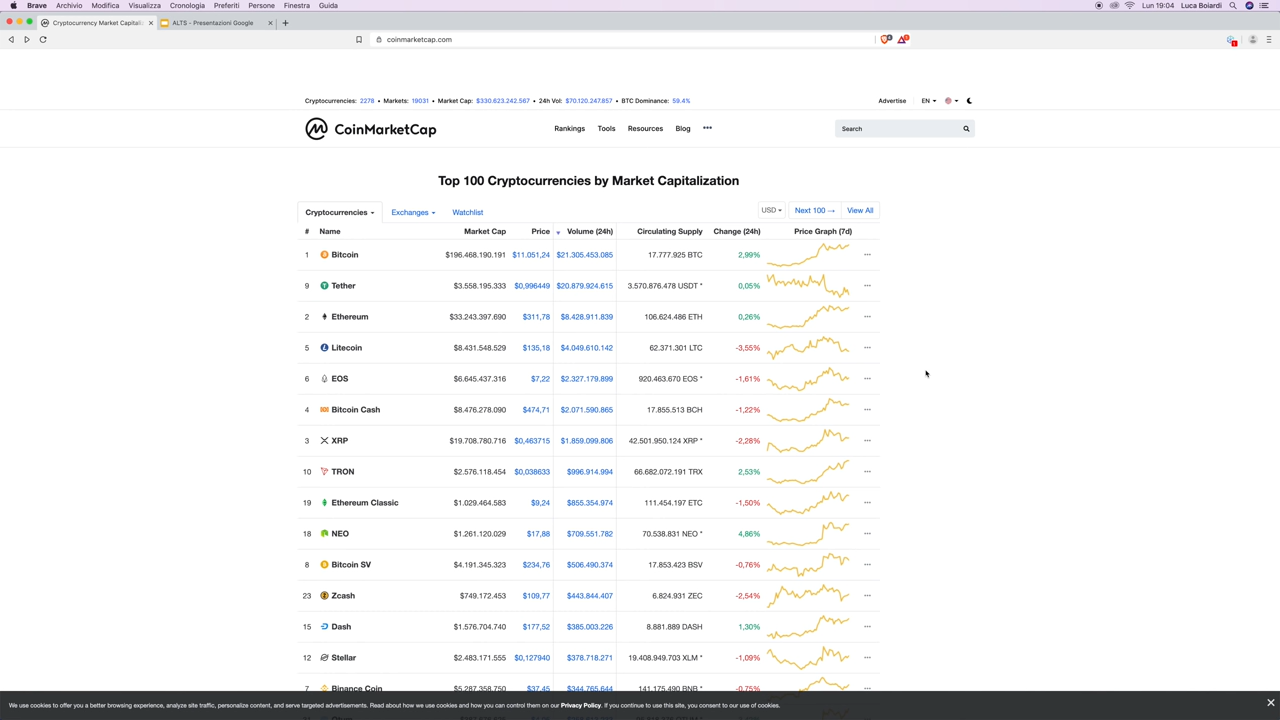 Brave Archivio Modifica Visualizza Cronologia Preferiti Persone Finestra Guida Lun 19:04 Luca Boiardi
Cryptocurrency Market Capitaliz ALTS - Presentazioni Google
coinmarketcap.com
Cryptocurrencies: 2278 • Markets: 19031 • Market Cap: $330.623.242.567 • 24h Vol: $70.120.247.857 • BTC Dominance: 59.4% Advertise EN
CoinMarketCap Rankings Tools Resources Blog ••• Search
Top 100 Cryptocurrencies by Market Capitalization
Cryptocurrencies Exchanges Watchlist USD Next 100 → View All
# Name Market Cap Price Volume (24h) Circulating Supply Change (24h) Price Graph (7d)
1 Bitcoin $196.468.190.191 $11.051,24 $21.305.453.085 17.777.925 BTC 2,99%
9 Tether $3.558.195.333 $0,996449 $20.879.924.615 3.570.876.478 USDT * 0,05%
2 Ethereum $33.243.397.690 $311,78 $8.428.911.839 106.624.486 ETH 0,26%
5 Litecoin $8.431.548.529 $135,18 $4.049.610.142 62.371.301 LTC -3,55%
6 EOS $6.645.437.316 $7,22 $2.327.179.899 920.463.670 EOS * -1,61%
4 Bitcoin Cash $8.476.278.090 $474,71 $2.071.590.865 17.855.513 BCH -1,22%
3 XRP $19.708.780.716 $0,463715 $1.859.099.806 42.501.950.124 XRP * -2,28%
10 TRON $2.576.118.454 $0,038633 $996.914.994 66.682.072.191 TRX 2,53%
19 Ethereum Classic $1.029.464.583 $9,24 $855.354.974 111.454.197 ETC -1,50%
18 NEO $1.261.120.029 $17,88 $709.551.782 70.538.831 NEO * 4,86%
8 Bitcoin SV $4.191.345.323 $234,76 $506.490.374 17.853.423 BSV -0,76%
23 Zcash $749.172.453 $109,77 $443.844.407 6.824.931 ZEC -2,54%
15 Dash $1.576.704.740 $177,52 $385.003.226 8.881.889 DASH 1,30%
12 Stellar $2.483.171.555 $0,127940 $378.718.271 19.408.949.703 XLM * -1,09%
7 Binance Coin $5.287.358.750 $37,45 $344.765.644 141.175.490 BNB * -0,75%
We use cookies to offer you a better browsing experience, analyze site traffic, personalize content, and serve targeted advertisements. Read about how we use cookies and how you can control them on our Privacy Policy. If you continue to use this site, you consent to our use of cookies.